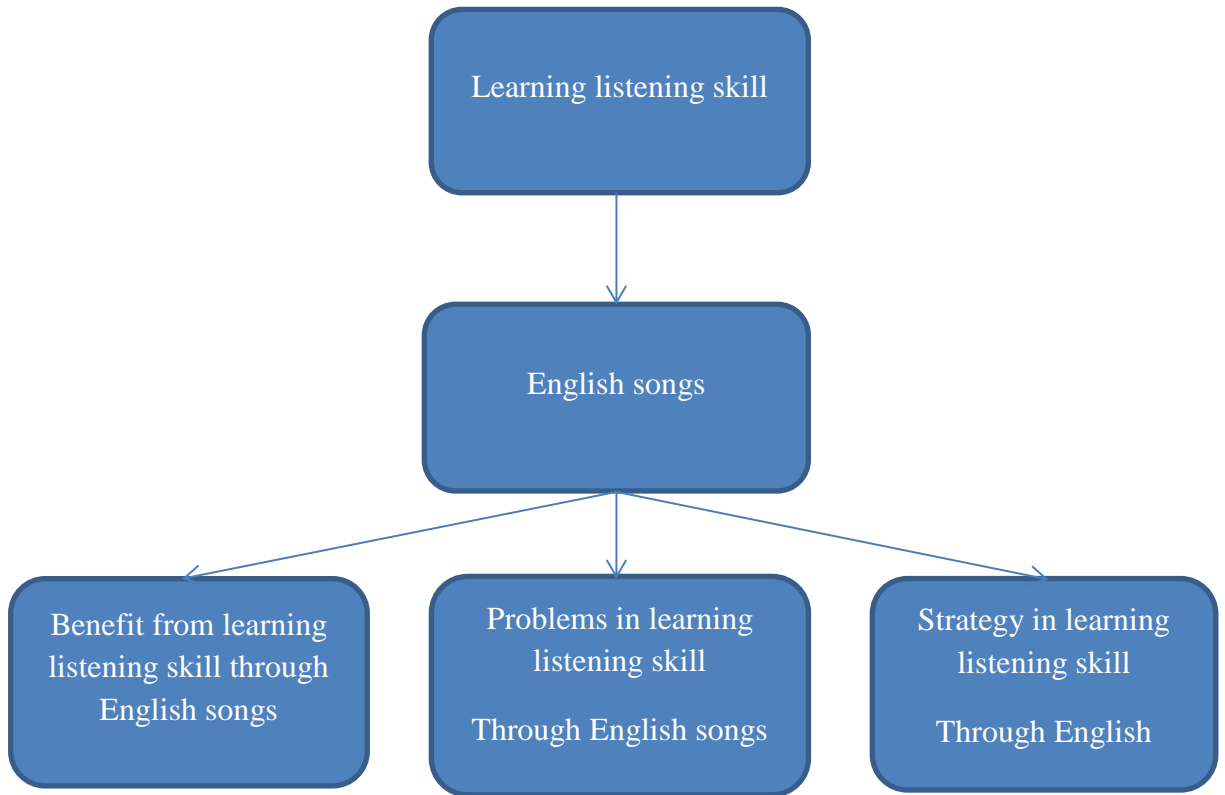 Learning listening skill
English songs
Benefit from learning
listening skill through
English songs
Problems in learning
listening skill
Through English songs
Strategy in learning
listening skill
Through English